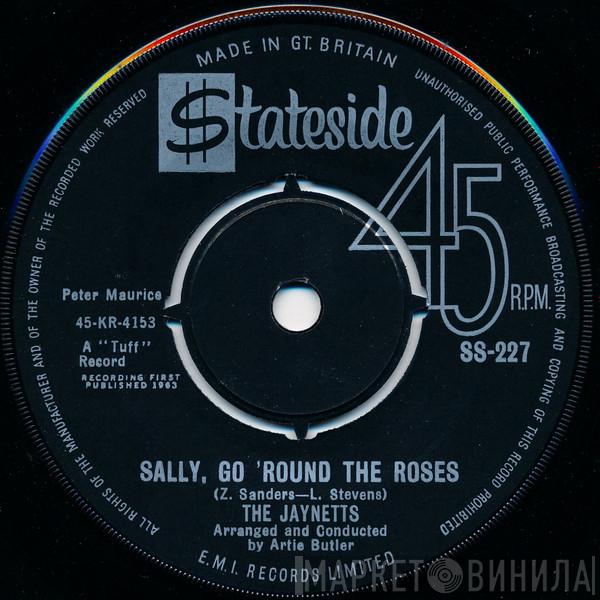 MADE IN GT. BRITAIN
ALL RIGHTS OF THE MANUFACTURER AND OF THE OWNER OF THE RECORDED WORK RESERVED
UNAUTHORISED PUBLIC PERFORMANCE BROADCASTING AND COPYING OF THIS RECORD PROHIBITED
$tateside
45
R.P.M.
Peter Maurice
45-KR-4153
A "Tuff"
Record
RECORDING FIRST
PUBLISHED 1963
SS-227
SALLY, GO 'ROUND THE ROSES
(Z. Sanders—L. Stevens)
THE JAYNETTS
Arranged and Conducted
by Artie Butler
E.M.I. RECORDS LIMITED
МАРКЕТ ВИНИЛА